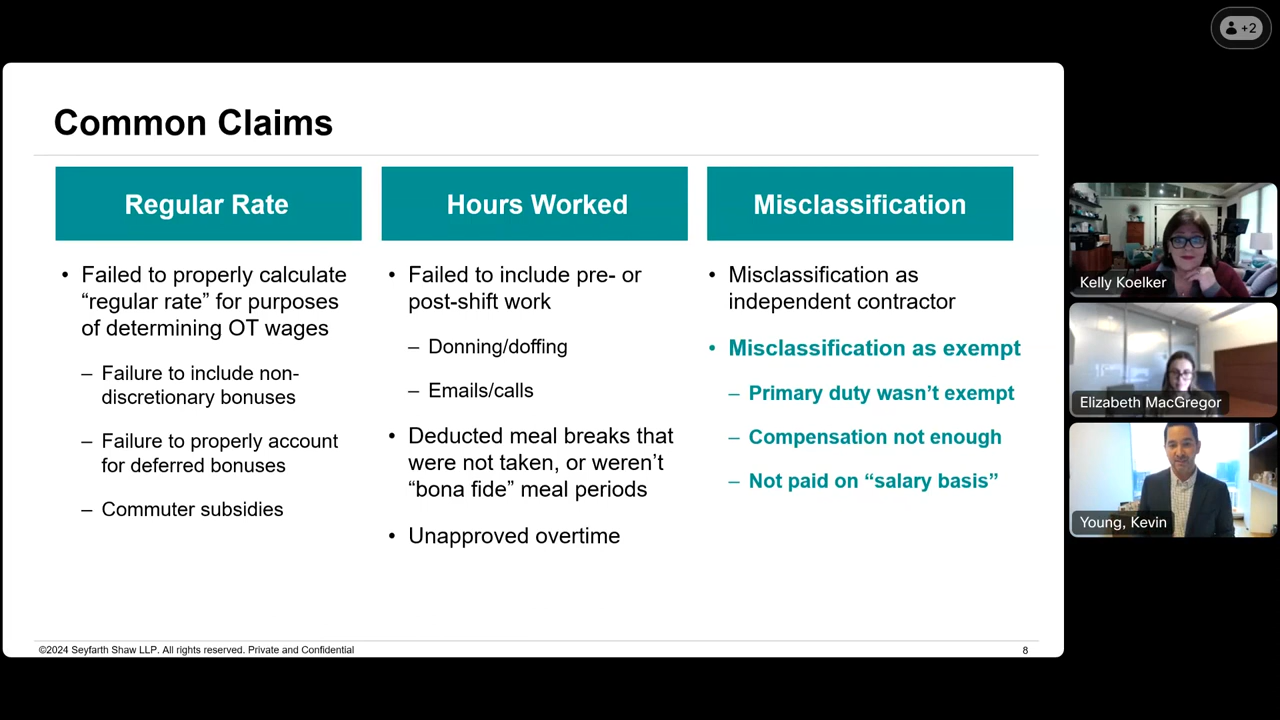 +2
Common Claims
Regular Rate
• Failed to properly calculate
“regular rate” for purposes
of determining OT wages
– Failure to include non-
discretionary bonuses
– Failure to properly account
for deferred bonuses
– Commuter subsidies
Hours Worked
• Failed to include pre- or
post-shift work
– Donning/doffing
– Emails/calls
• Deducted meal breaks that
were not taken, or weren’t
“bona fide” meal periods
• Unapproved overtime
Misclassification
• Misclassification as
independent contractor
• Misclassification as exempt
– Primary duty wasn’t exempt
– Compensation not enough
– Not paid on “salary basis”
©2024 Seyfarth Shaw LLP. All rights reserved. Private and Confidential
8
Kelly Koelker
Elizabeth MacGregor
Young, Kevin